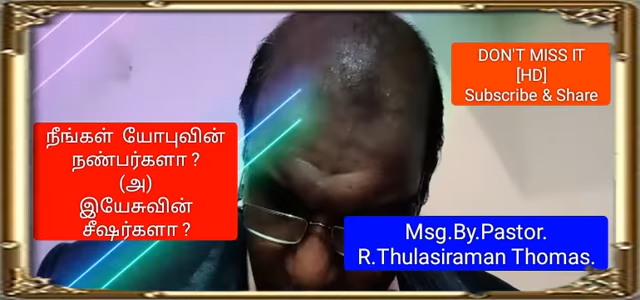 DON'T MISS IT
[HD]
Subscribe & Share
நீங்கள் யோபுவின்
நண்பர்களா ?
(அ)
இயேசுவின்
சீஷர்களா ?
Msg.By.Pastor.
R.Thulasiraman Thomas.